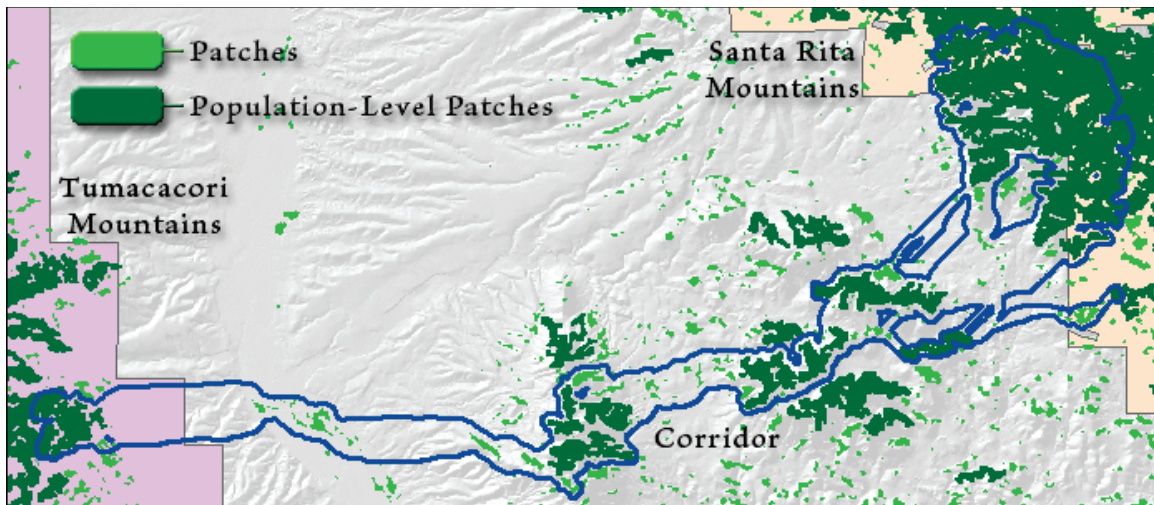 Patches
Population-Level Patches
Santa Rita
Mountains
Tumacacori
Mountains
Corridor